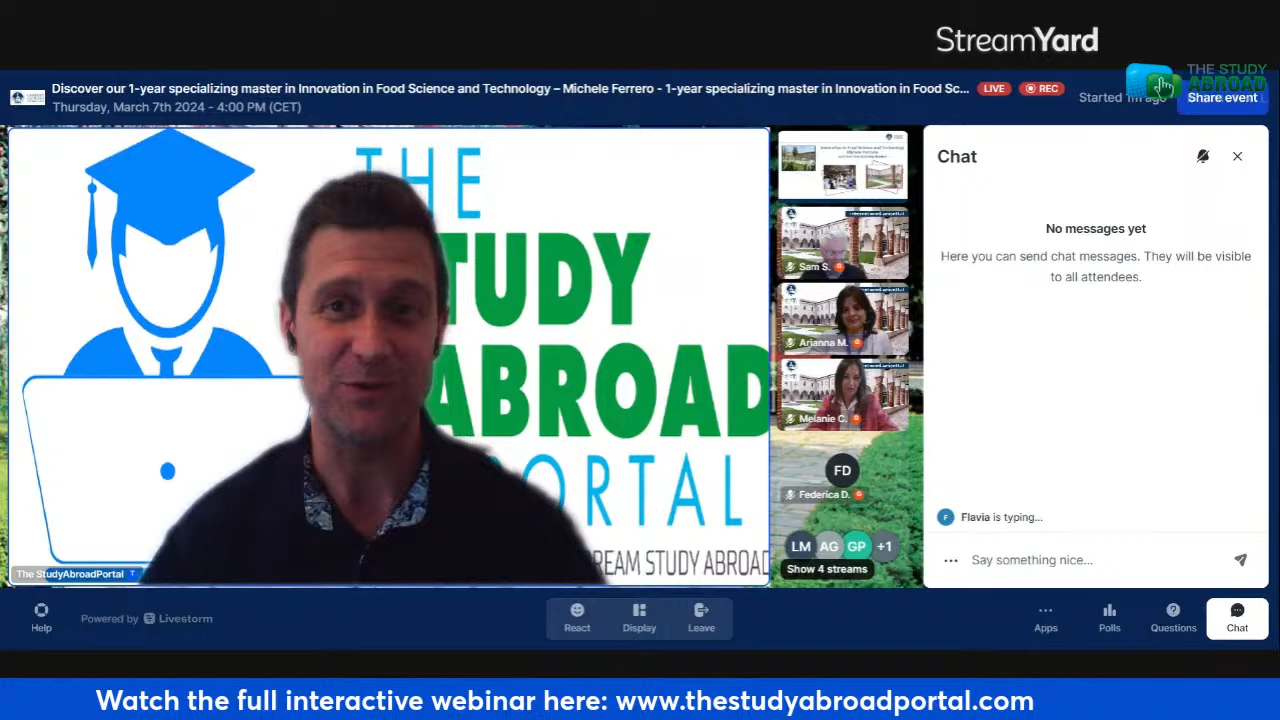 StreamYard
THE STUDY
ABROAD
Discover our 1-year specializing master in Innovation in Food Science and Technology – Michele Ferrero - 1-year specializing master in Innovation in Food Sc...
LIVE
REC
Thursday, March 7th 2024 - 4:00 PM (CET)
Started 1m ago
Share event
THE
STUDY
ABROAD
PORTAL
DREAM STUDY ABROAD
The StudyAbroadPortal
T
Sam S.
Arianna M.
Melanie C.
FD
Federica D.
LM AG GP +1
Show 4 streams
Chat
No messages yet
Here you can send chat messages. They will be visible
to all attendees.
F
Flavia is typing...
Say something nice...
Help
Powered by Livestorm
React
Display
Leave
Apps
Polls
Questions
Chat
Watch the full interactive webinar here: www.thestudyabroadportal.com